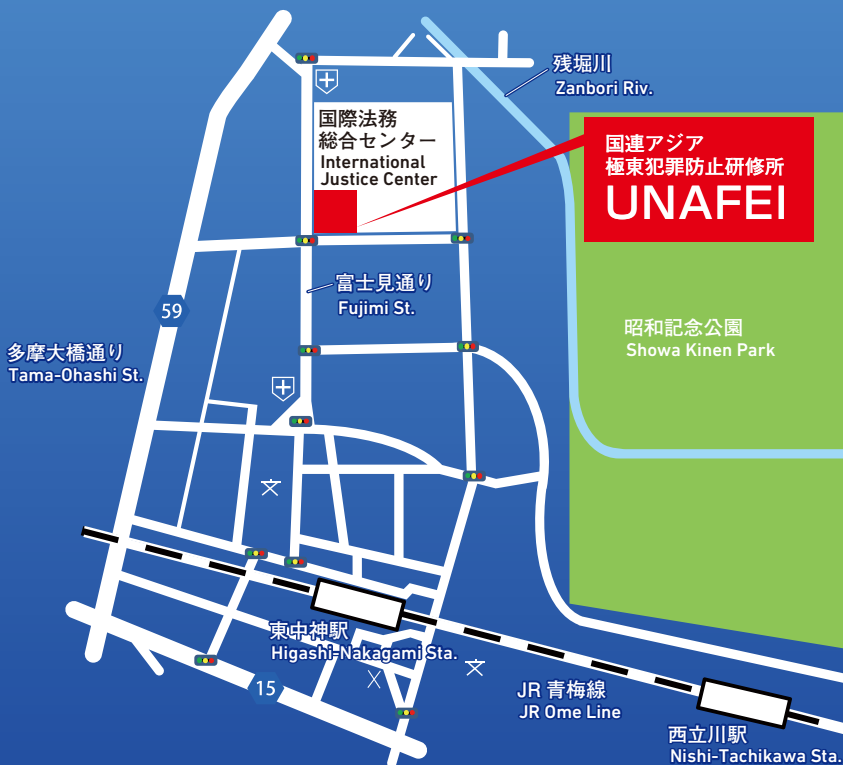 残堀川
Zanbori Riv.
国際法務
総合センター
International
Justice Center
国連アジア
極東犯罪防止研修所
UNAFEI
富士見通り
Fujimi St.
59
昭和記念公園
Showa Kinen Park
多摩大橋通り
Tama-Ohashi St.
東中神駅
Higashi-Nakagami Sta.
15
JR 青梅線
JR Ome Line
西立川駅
Nishi-Tachikawa Sta.